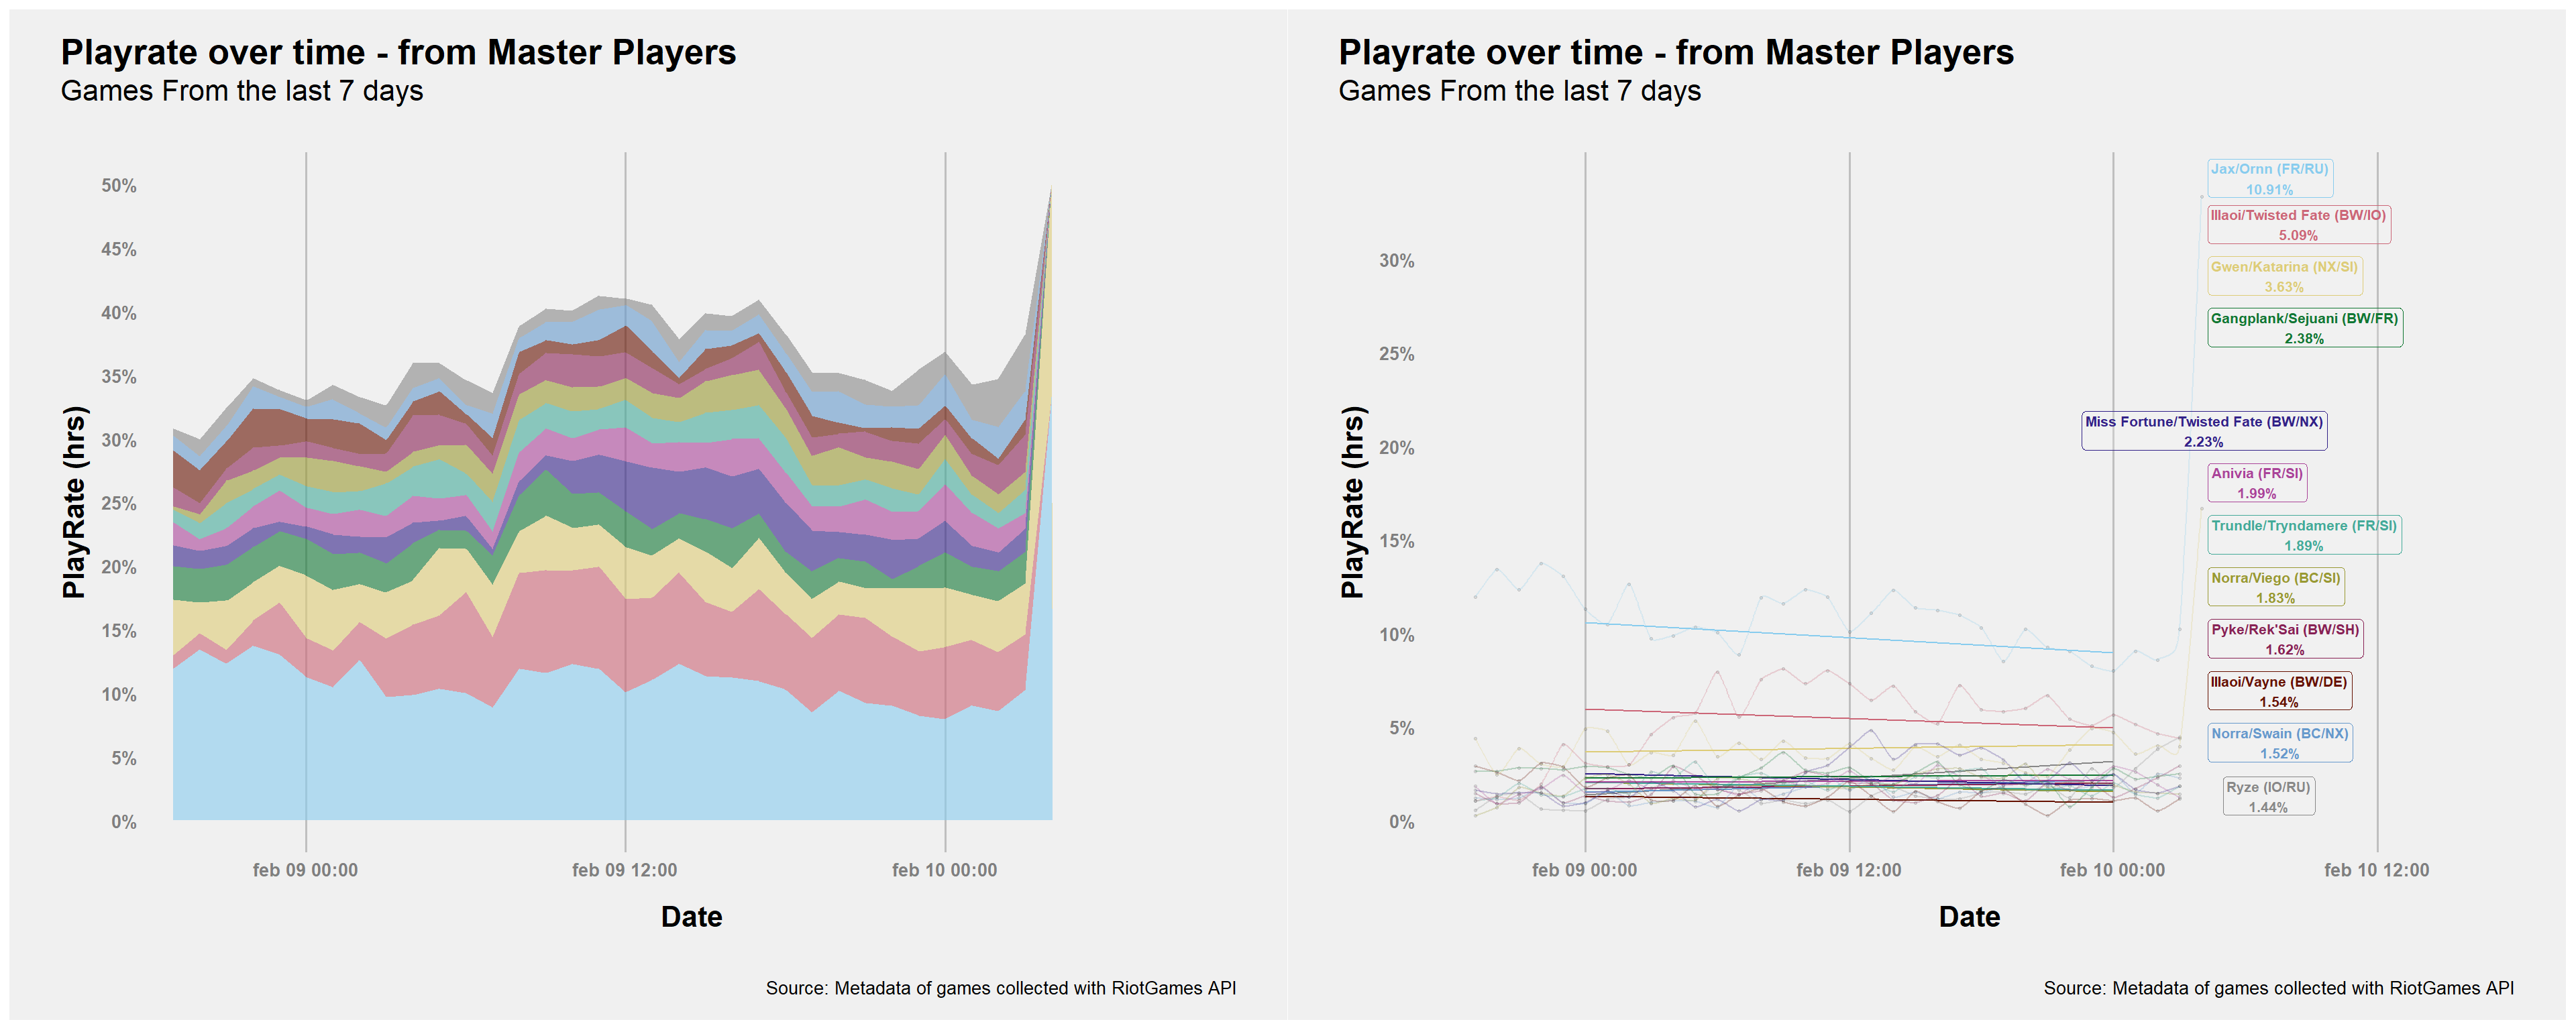 Playrate over time - from Master Players
Games From the last 7 days
50%
45%
40%
35%
30%
25%
20%
15%
10%
5%
0%
PlayRate (hrs)
feb 09 00:00
feb 09 12:00
feb 10 00:00
Date
Source: Metadata of games collected with RiotGames API
Playrate over time - from Master Players
Games From the last 7 days
30%
25%
20%
15%
10%
5%
0%
PlayRate (hrs)
Jax/Ornn (FR/RU)
10.91%
Illaoi/Twisted Fate (BW/IO)
5.09%
Gwen/Katarina (NX/SI)
3.63%
Gangplank/Sejuani (BW/FR)
2.38%
Miss Fortune/Twisted Fate (BW/NX)
2.23%
Anivia (FR/SI)
1.99%
Trundle/Tryndamere (FR/SI)
1.89%
Norra/Viego (BC/SI)
1.83%
Pyke/Rek'Sai (BW/SH)
1.62%
Illaoi/Vayne (BW/DE)
1.54%
Norra/Swain (BC/NX)
1.52%
Ryze (IO/RU)
1.44%
feb 09 00:00
feb 09 12:00
feb 10 00:00
feb 10 12:00
Date
Source: Metadata of games collected with RiotGames API